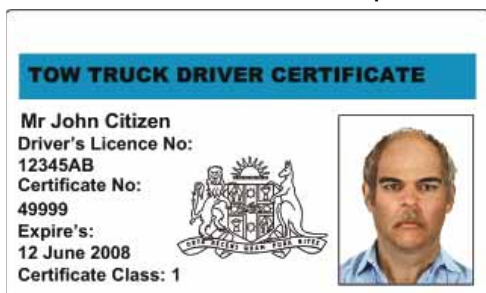 TOW TRUCK DRIVER CERTIFICATE
Mr John Citizen
Driver's Licence No:
12345AB
Certificate No:
49999
Expire's:
12 June 2008
Certificate Class: 1